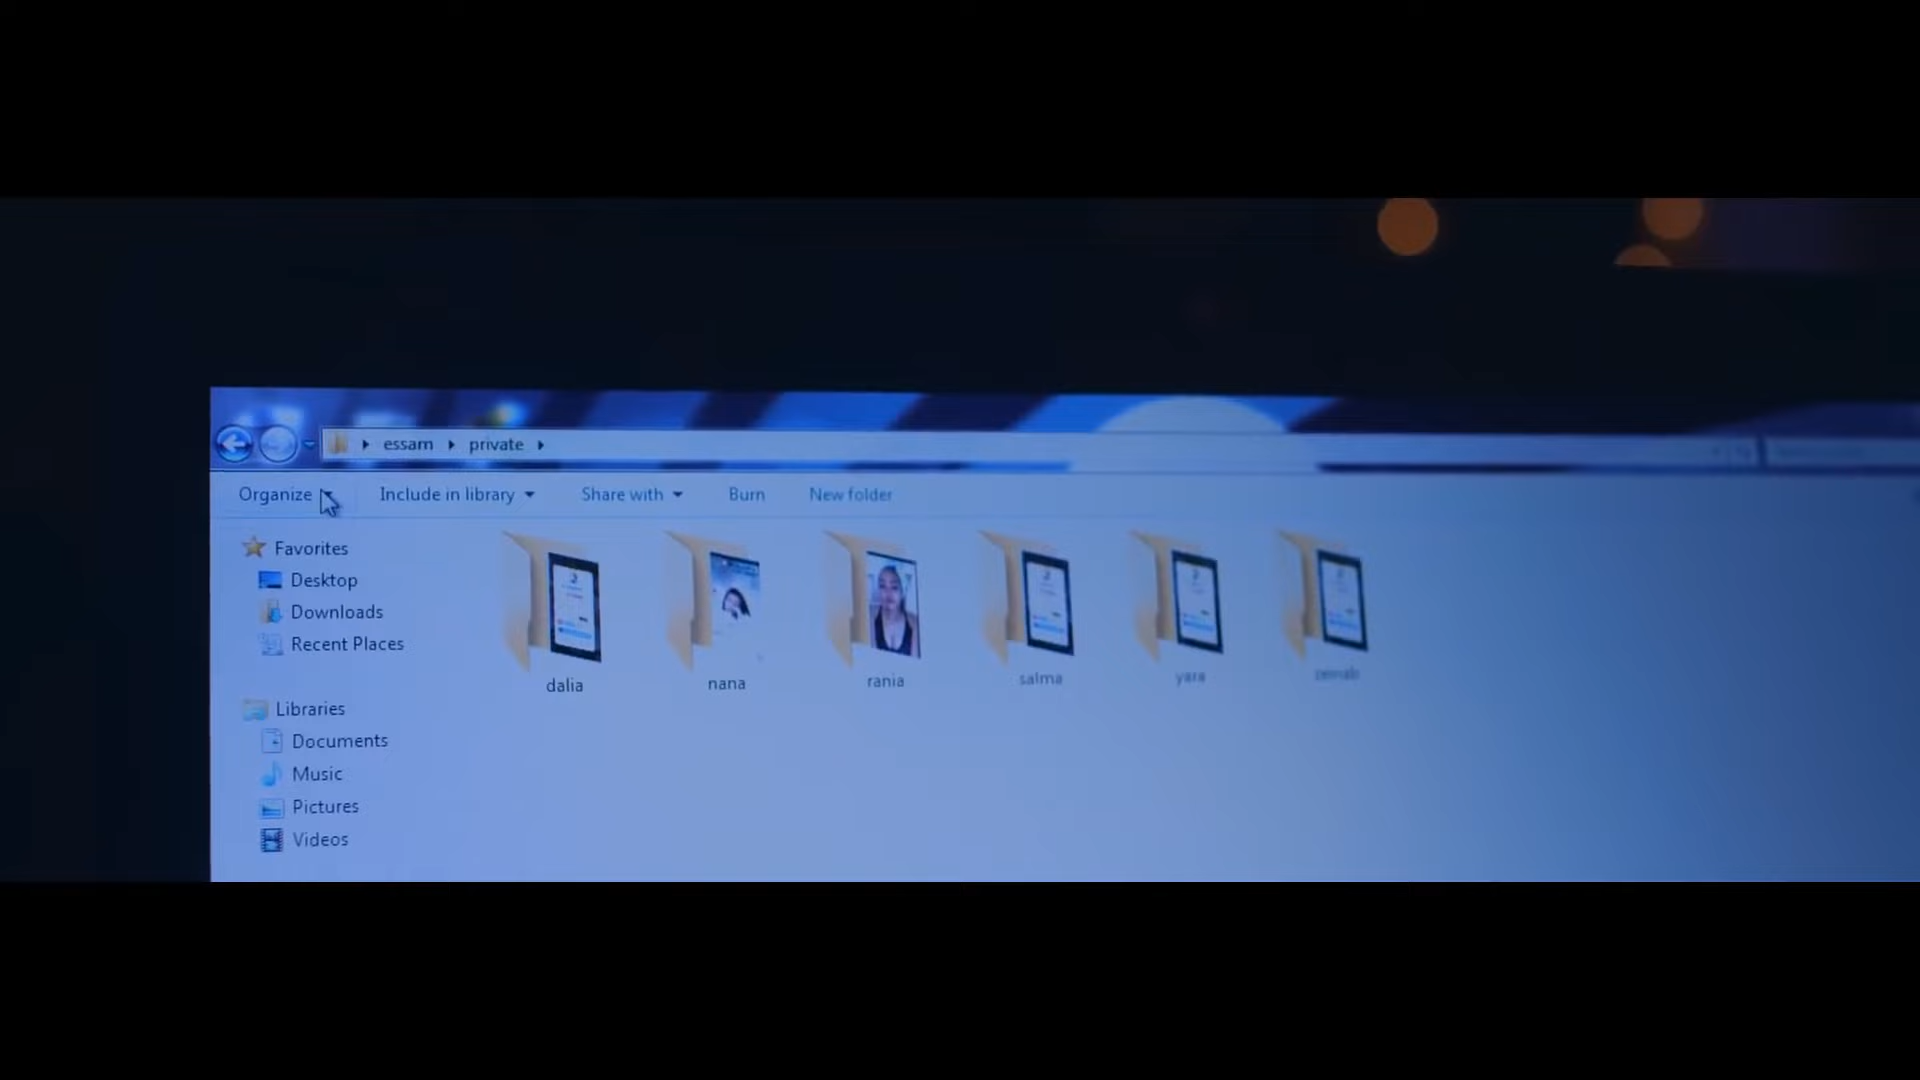 essam private
Organize Include in library Share with Burn New folder
Favorites
Desktop
Downloads
Recent Places
dalia nana rania salma yara zeinab
Libraries
Documents
Music
Pictures
Videos